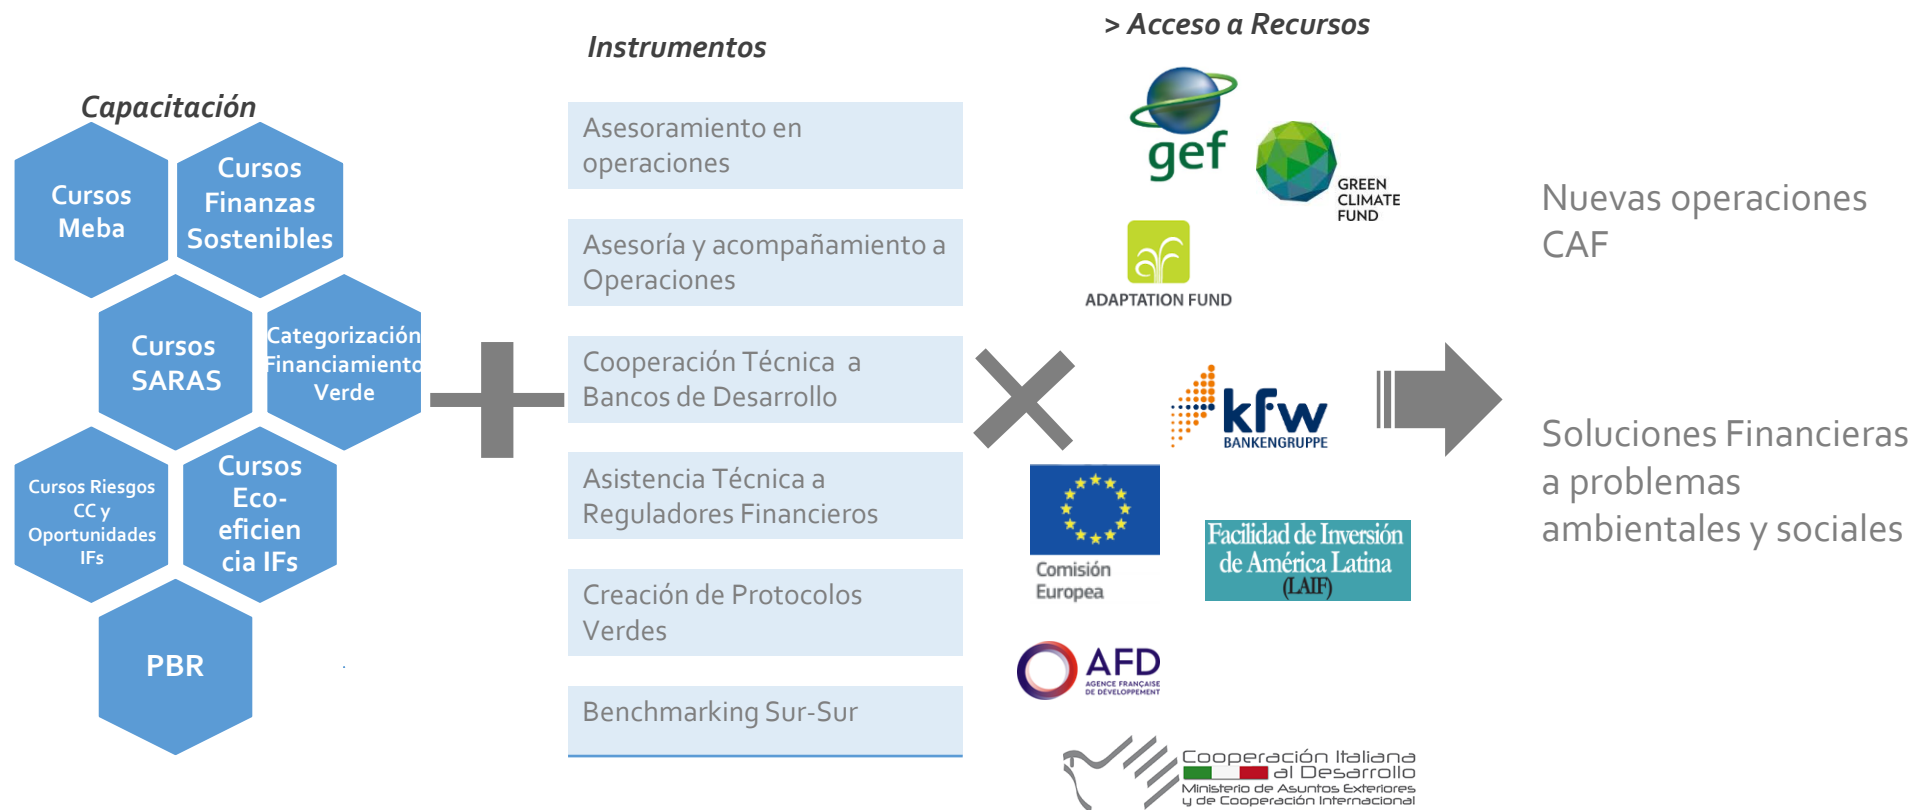 Capacitación
Cursos
Meba
Cursos
Finanzas
Sostenibles
Cursos
SARAS
Categorización
Financiamiento
Verde
Cursos Riesgos
CC y
Oportunidades
IFs
Cursos
Eco-
eficien
cia IFs
PBR
Instrumentos
Asesoramiento en
operaciones
Asesoría y acompañamiento a
Operaciones
Cooperación Técnica a
Bancos de Desarrollo
Asistencia Técnica a
Reguladores Financieros
Creación de Protocolos
Verdes
Benchmarking Sur-Sur
> Acceso a Recursos
gef
GREEN
CLIMATE
FUND
ADAPTATION FUND
kfw
BANKENGRUPPE
Comisión
Europea
Facilidad de Inversión
de América Latina
(LAIF)
AFD
AGENCE FRANÇAISE
DE DÉVELOPPEMENT
Cooperación Italiana
al Desarrollo
Ministerio de Asuntos Exteriores
y de Cooperación Internacional
Nuevas operaciones
CAF
Soluciones Financieras
a problemas
ambientales y sociales